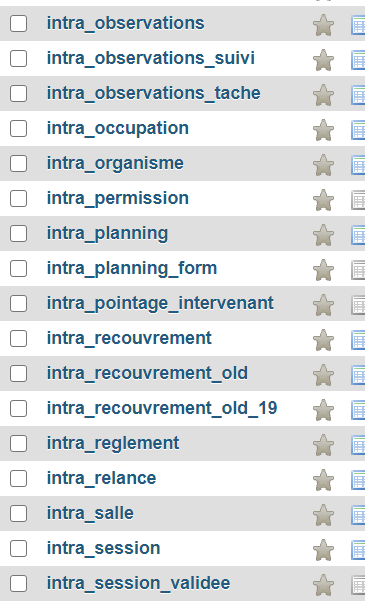 intra_observations
intra_observations_suivi
intra_observations_tache
intra_occupation
intra_organisme
intra_permission
intra_planning
intra_planning_form
intra_pointage_intervenant
intra_recouvrement
intra_recouvrement_old
intra_recouvrement_old_19
intra_reglement
intra_relance
intra_salle
intra_session
intra_session_validee